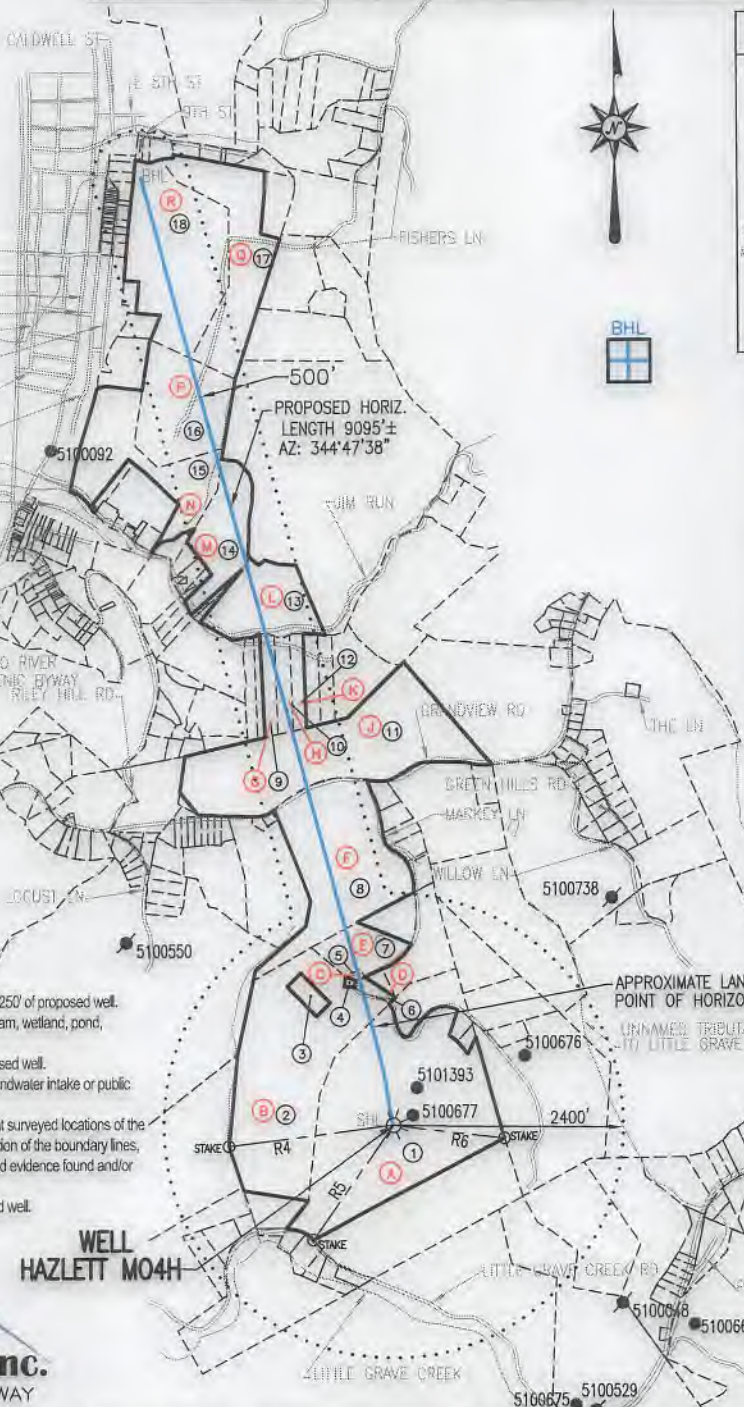 CALDWELL ST
E 8TH ST
9TH ST
N
BHL
R
18
FISHERS LN
Q
17
BHL
500'
P
PROPOSED HORIZ.
LENGTH 9095'±
AZ: 344°47'38"
16
5100092
15
N
JIM RUN
M
14
L
13
12
O RIVER
ENIC BYWAY
RILEY HILL RD
K
GRANDVIEW RD
J
11
THE LN
10
H
G
9
GREEN HILLS RD
MACKEY LN
F
8
WILLOW LN
5100738
LOCUST LN
5100550
E
7
5
C
D
APPROXIMATE LAN
POINT OF HORIZO
250' of proposed well.
am, wetland, pond,
4
6
3
UNNAMED TRIBUT
TO LITTLE GRAVE
5100676
sed well.
ndwater intake or public
5101393
B
2
5100677
SHL
2400'
at surveyed locations of the
tion of the boundary lines,
d evidence found and/or
STAKE
R4
R6
STAKE
1
A
R5
d well.
WELL
HAZLETT MO4H
STAKE
LITTLE GRAVE CREEK RD
5100648
510066
LITTLE GRAVE CREEK
nc.
WAY
5100675
5100529